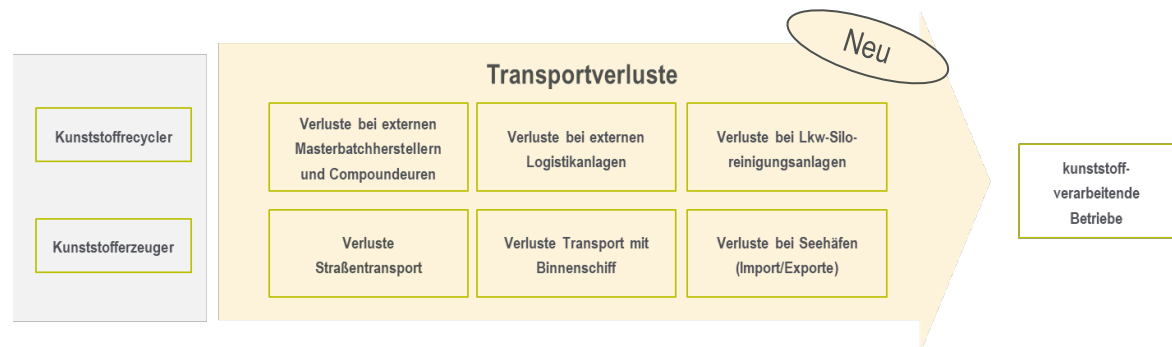 Neu
Transportverluste
Kunststoffrecycler
Kunststofferzeuger
Verluste bei externen
Masterbatchherstellern
und Compoundeuren
Verluste bei externen
Logistikanlagen
Verluste bei Lkw-Silo-
reinigungsanlagen
Verluste
Straßentransport
Verluste Transport mit
Binnenschiff
Verluste bei Seehäfen
(Import/Exporte)
kunststoff-
verarbeitende
Betriebe